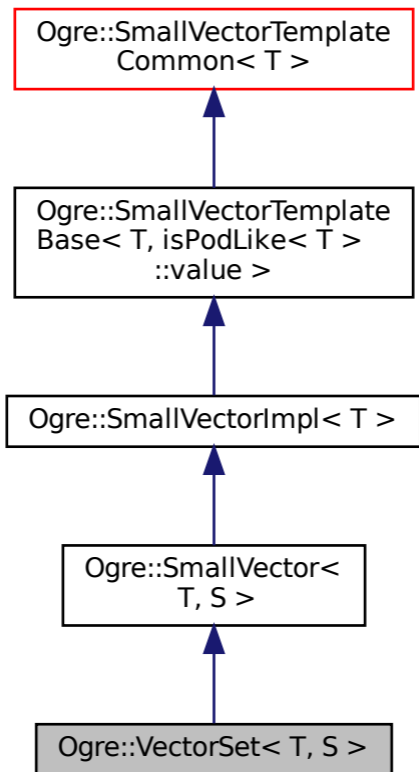 Ogre::SmallVectorTemplate
Common< T >
Ogre::SmallVectorTemplate
Base< T, isPodLike< T >
::value >
Ogre::SmallVectorImpl< T >
Ogre::SmallVector<
T, S >
Ogre::VectorSet< T, S >